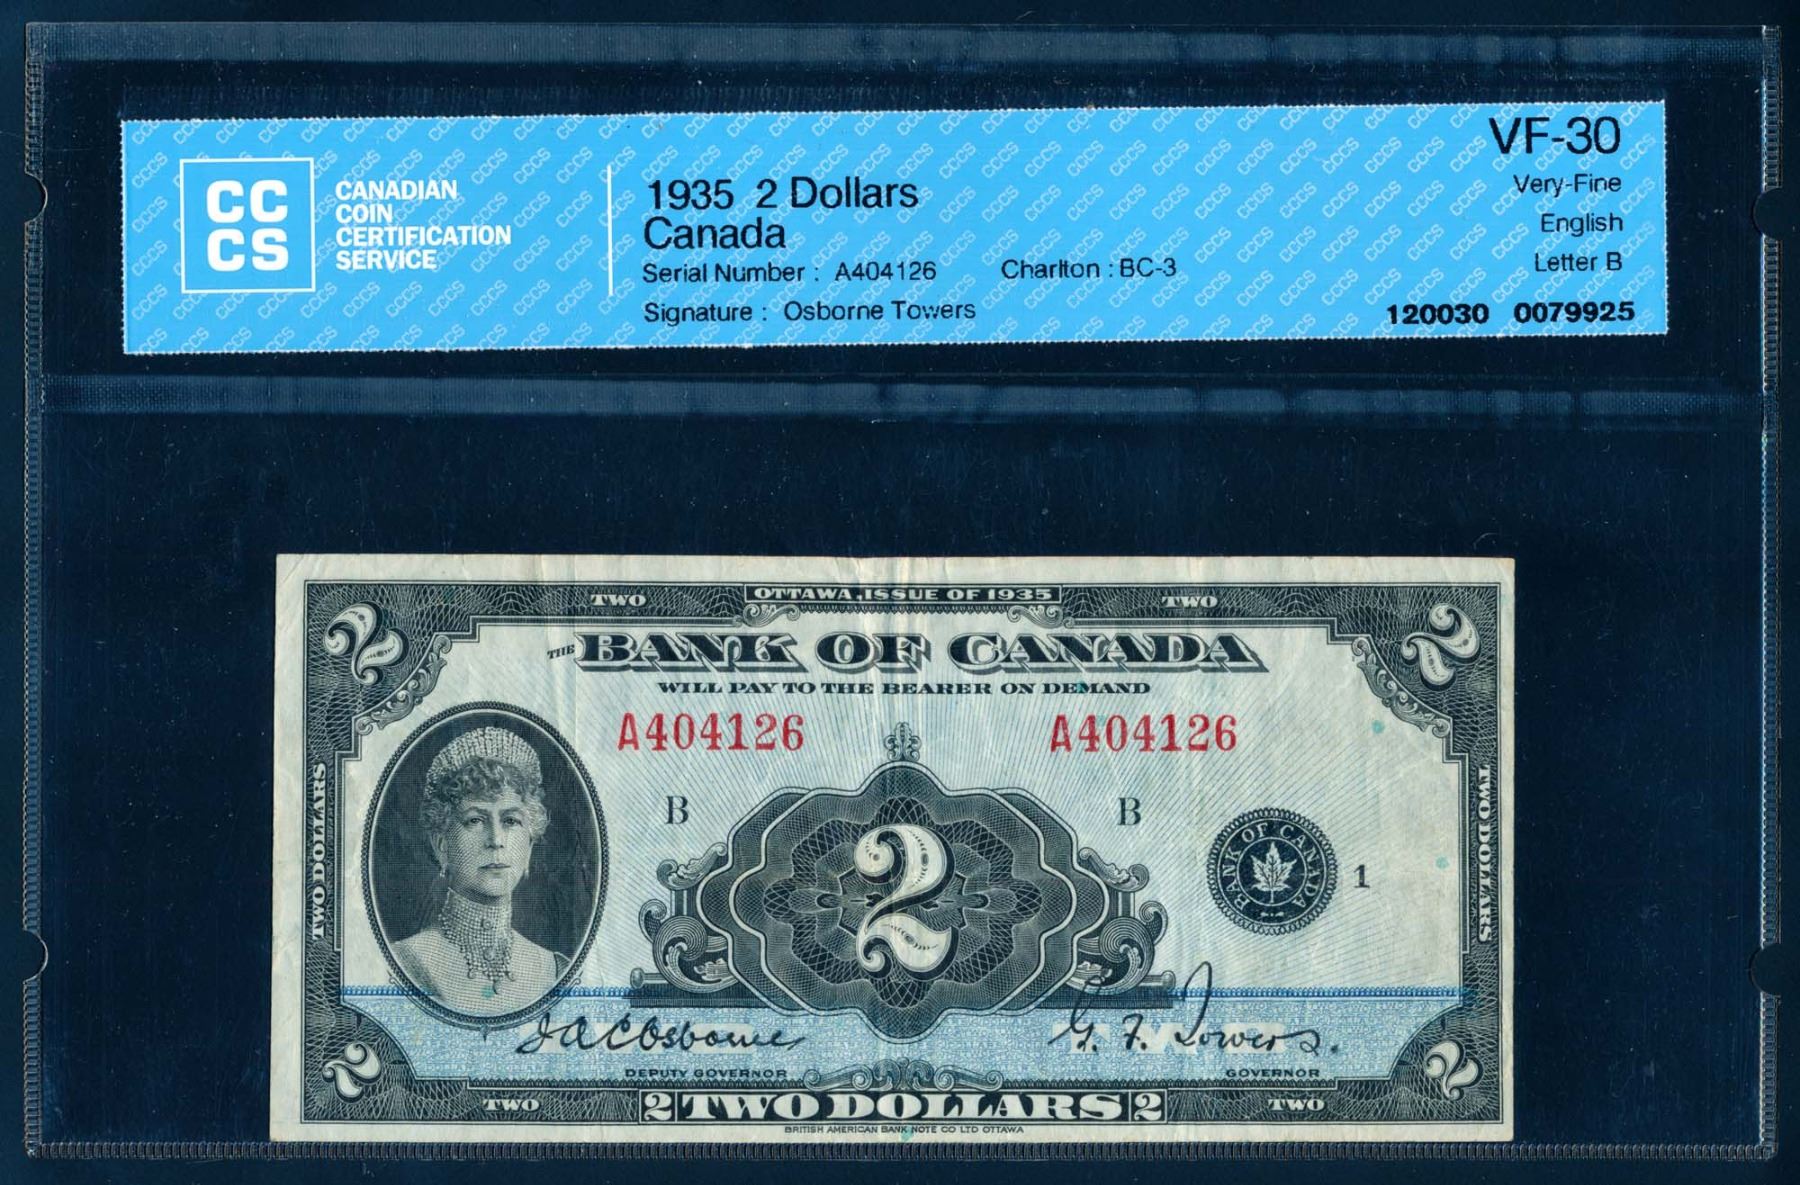 CC
CS
CANADIAN
COIN
CERTIFICATION
SERVICE
1935 2 Dollars
Canada
Serial Number : A404126 Charlton : BC-3
Signature : Osborne Towers
VF-30
Very-Fine
English
Letter B
120030 0079925
TWO OTTAWA, ISSUE OF 1935 TWO
2 2
THE BANK OF CANADA
WILL PAY TO THE BEARER ON DEMAND
A404126 A404126
B B
TWO DOLLARS
TWO DOLLARS
2
BANK OF CANADA
1
J A C Osborne G. F. Towers.
DEPUTY GOVERNOR GOVERNOR
2 2
TWO 2 TWO DOLLARS 2 TWO
BRITISH AMERICAN BANK NOTE CO LTD OTTAWA